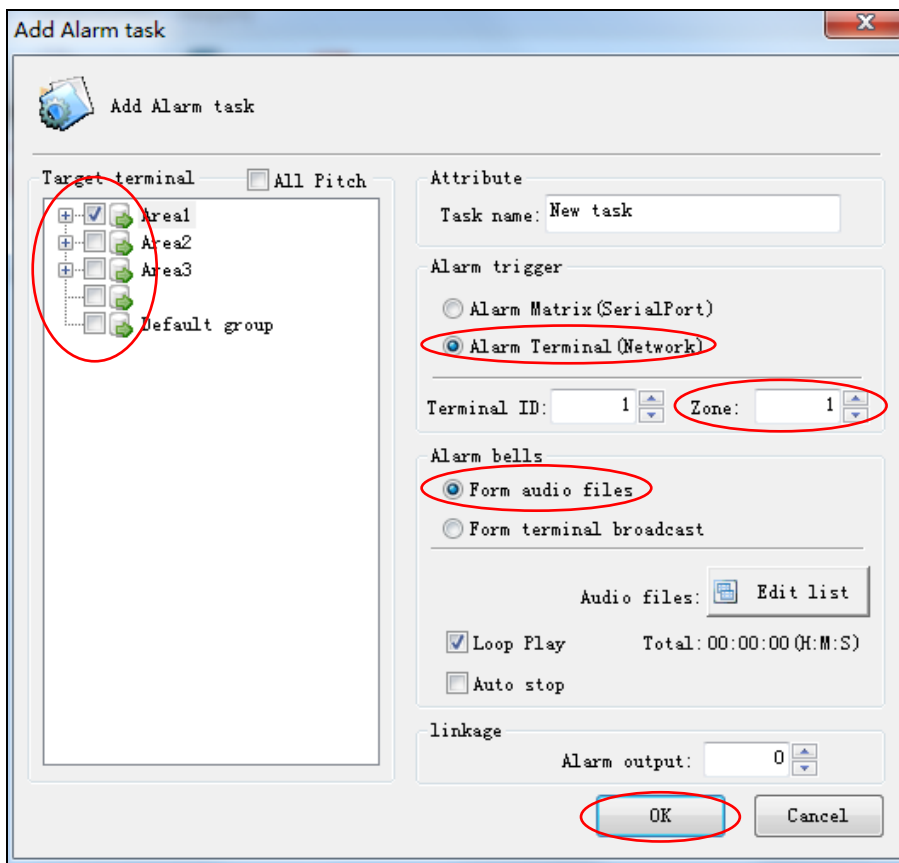 Add Alarm task
Add Alarm task
Target terminal
All Pitch
Area1
Area2
Area3
Default group
Attribute
Task name: New task
Alarm trigger
Alarm Matrix(SerialPort)
Alarm Terminal(Network)
Terminal ID: 1 Zone: 1
Alarm bells
Form audio files
Form terminal broadcast
Audio files: Edit list
Loop Play Total:00:00:00(H:M:S)
Auto stop
linkage
Alarm output: 0
OK Cancel